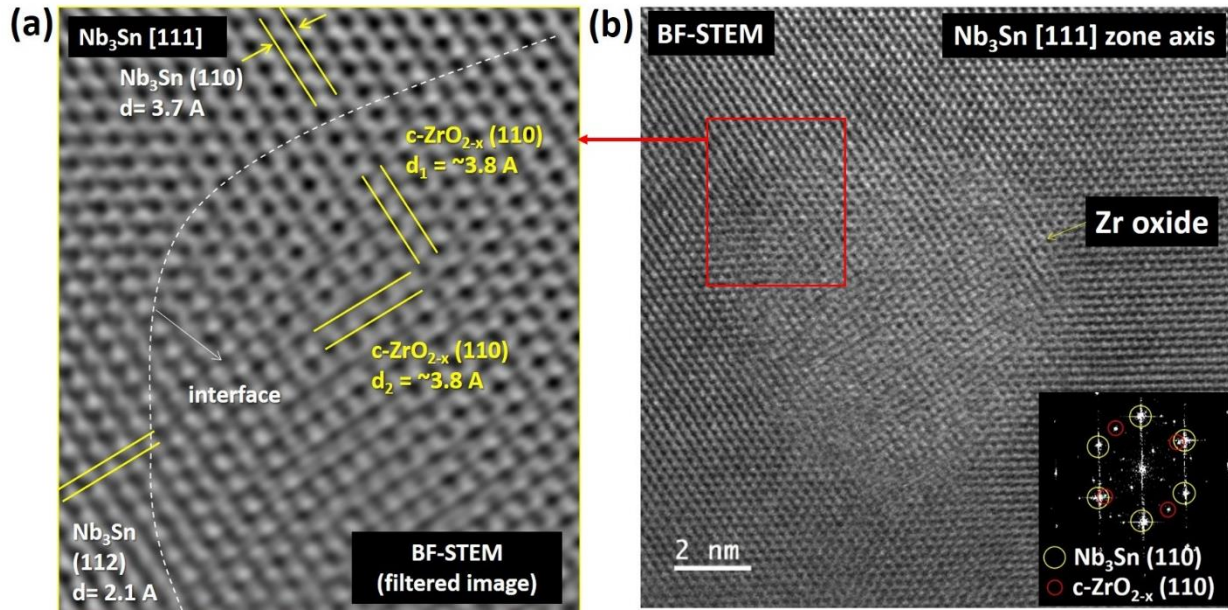 (a)
Nb₃Sn [111]
Nb₃Sn (110)
d= 3.7 A
c-ZrO₂₋ₓ (110)
d₁ = ~3.8 A
c-ZrO₂₋ₓ (110)
d₂ = ~3.8 A
interface
Nb₃Sn
(112)
d= 2.1 A
BF-STEM
(filtered image)
(b)
BF-STEM
Nb₃Sn [111] zone axis
Zr oxide
2 nm
Nb₃Sn (110)
c-ZrO₂₋ₓ (110)